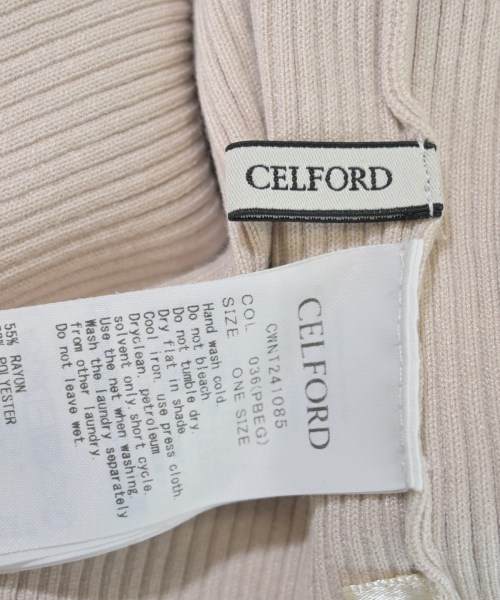 CELFORD
CELFORD
CWNT241085
COL 036(PBEG)
SIZE ONE SIZE
Hand wash cold.
Do not bleach
Do not tumble dry.
Dry flat in shade
Cool iron. use press cloth.
Dryclean, petroleum
solvent only. short cycle.
Use the net when washing.
Wash the laundry separately
from other laundry.
Do not leave wet.
55% RAYON
POLYESTER